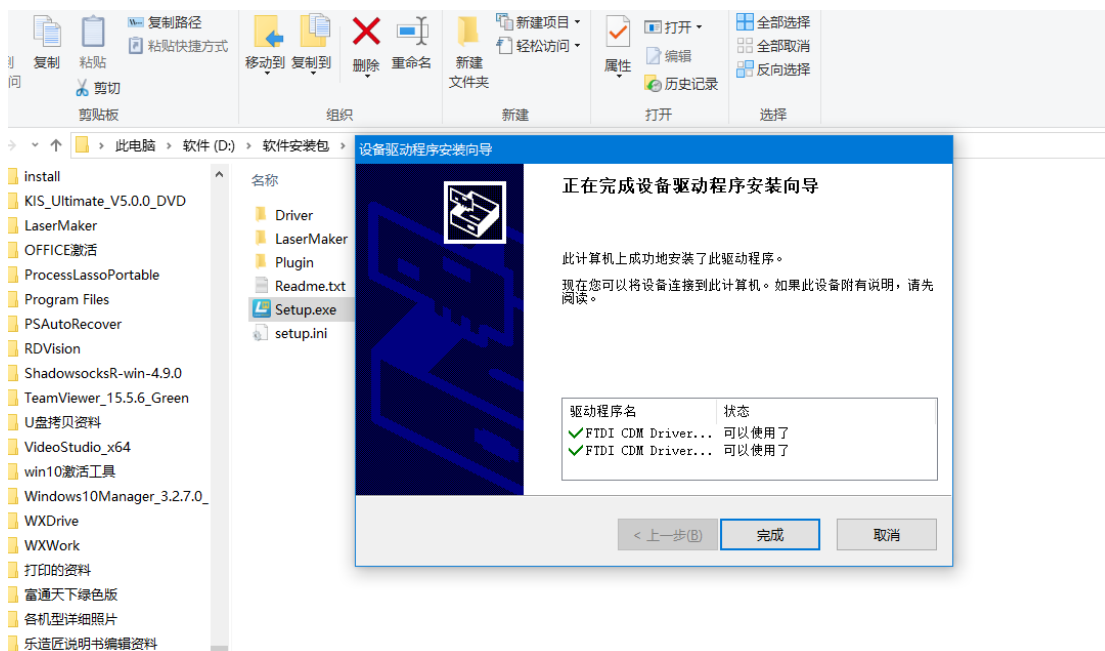 复制路径
粘贴快捷方式
复制
粘贴
剪切
剪贴板
移动到
复制到
删除
重命名
组织
新建
文件夹
新建项目
轻松访问
新建
属性
打开
编辑
历史记录
打开
全部选择
全部取消
反向选择
选择
此电脑 › 软件 (D:) › 软件安装包 ›
install
KIS_Ultimate_V5.0.0_DVD
LaserMaker
OFFICE激活
ProcessLassoPortable
Program Files
PSAutoRecover
RDVision
ShadowsocksR-win-4.9.0
TeamViewer_15.5.6_Green
U盘拷贝资料
VideoStudio_x64
win10激活工具
Windows10Manager_3.2.7.0_
WXDrive
WXWork
打印的资料
富通天下绿色版
各机型详细照片
乐造匠说明书编辑资料
名称
Driver
LaserMaker
Plugin
Readme.txt
Setup.exe
setup.ini
设备驱动程序安装向导
正在完成设备驱动程序安装向导
此计算机上成功地安装了此驱动程序。
现在您可以将设备连接到此计算机。如果此设备附有说明，请先
阅读。
驱动程序名 状态
FTDI CDM Driver... 可以使用了
FTDI CDM Driver... 可以使用了
< 上一步(B)
完成
取消